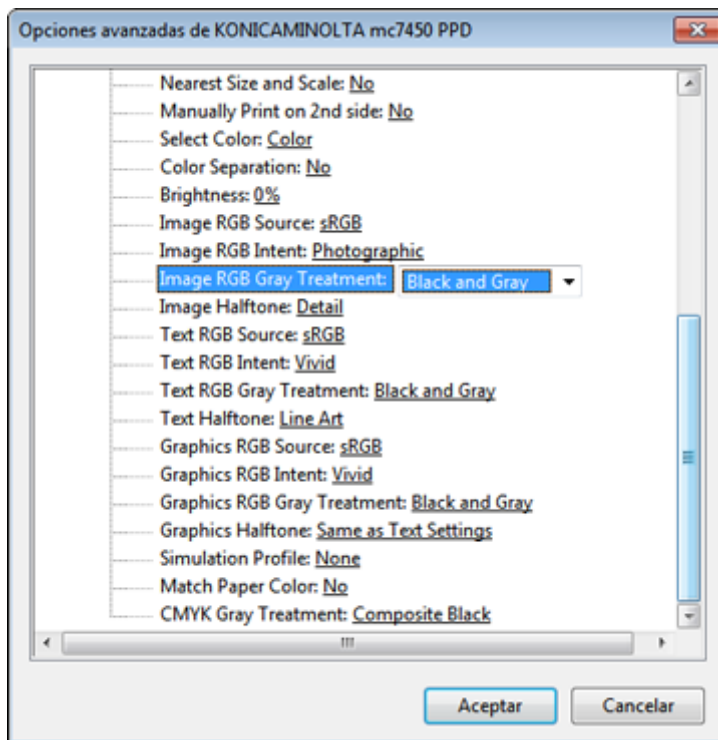 Opciones avanzadas de KONICAMINOLTA mc7450 PPD
Nearest Size and Scale: No
Manually Print on 2nd side: No
Select Color: Color
Color Separation: No
Brightness: 0%
Image RGB Source: sRGB
Image RGB Intent: Photographic
Image RGB Gray Treatment: Black and Gray
Image Halftone: Detail
Text RGB Source: sRGB
Text RGB Intent: Vivid
Text RGB Gray Treatment: Black and Gray
Text Halftone: Line Art
Graphics RGB Source: sRGB
Graphics RGB Intent: Vivid
Graphics RGB Gray Treatment: Black and Gray
Graphics Halftone: Same as Text Settings
Simulation Profile: None
Match Paper Color: No
CMYK Gray Treatment: Composite Black
Aceptar Cancelar